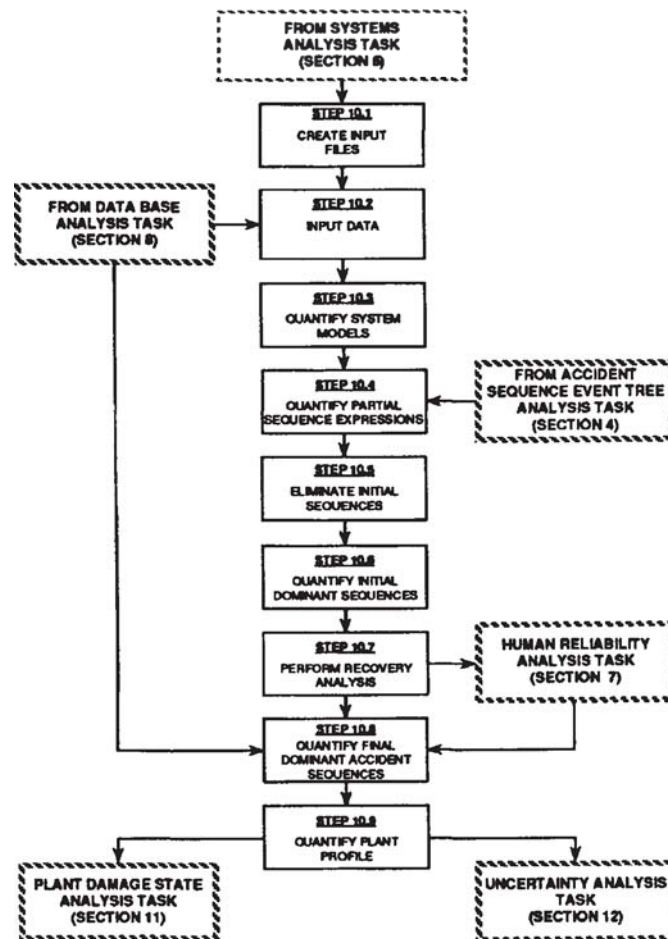 FROM SYSTEMS
ANALYSIS TASK
(SECTION 6)
STEP 10.1
CREATE INPUT
FILES
FROM DATA BASE
ANALYSIS TASK
(SECTION 8)
STEP 10.2
INPUT DATA
STEP 10.3
QUANTIFY SYSTEM
MODELS
STEP 10.4
QUANTIFY PARTIAL
SEQUENCE EXPRESSIONS
FROM ACCIDENT
SEQUENCE EVENT TREE
ANALYSIS TASK
(SECTION 4)
STEP 10.5
ELIMINATE INITIAL
SEQUENCES
STEP 10.6
QUANTIFY INITIAL
DOMINANT SEQUENCES
STEP 10.7
PERFORM RECOVERY
ANALYSIS
HUMAN RELIABILITY
ANALYSIS TASK
(SECTION 7)
STEP 10.8
QUANTIFY FINAL
DOMINANT ACCIDENT
SEQUENCES
STEP 10.9
QUANTIFY PLANT
PROFILE
PLANT DAMAGE STATE
ANALYSIS TASK
(SECTION 11)
UNCERTAINTY ANALYSIS
TASK
(SECTION 12)